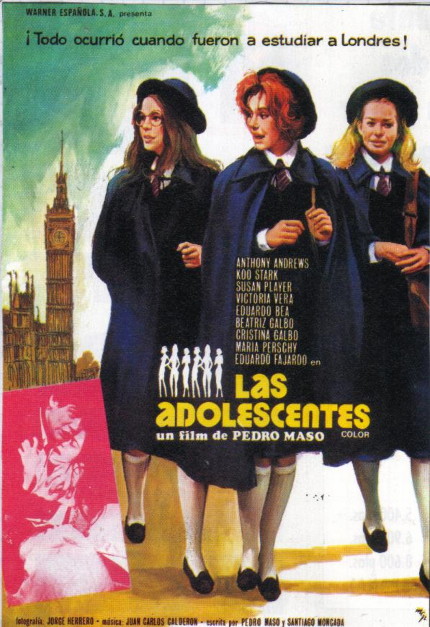 WARNER ESPAÑOLA, S.A. presenta
¡Todo ocurrió cuando fueron a estudiar a Londres!
ANTHONY ANDREWS
KOO STARK
SUSAN PLAYER
VICTORIA VERA
EDUARDO BEA
BEATRIZ GALBO
CRISTINA GALBO
MARIA PERSCHY
EDUARDO FAJARDO en
LAS
ADOLESCENTES
un film de PEDRO MASO COLOR
fotografía: JORGE HERRERO - música: JUAN CARLOS CALDERON - escrita por PEDRO MASO y SANTIAGO MONCADA